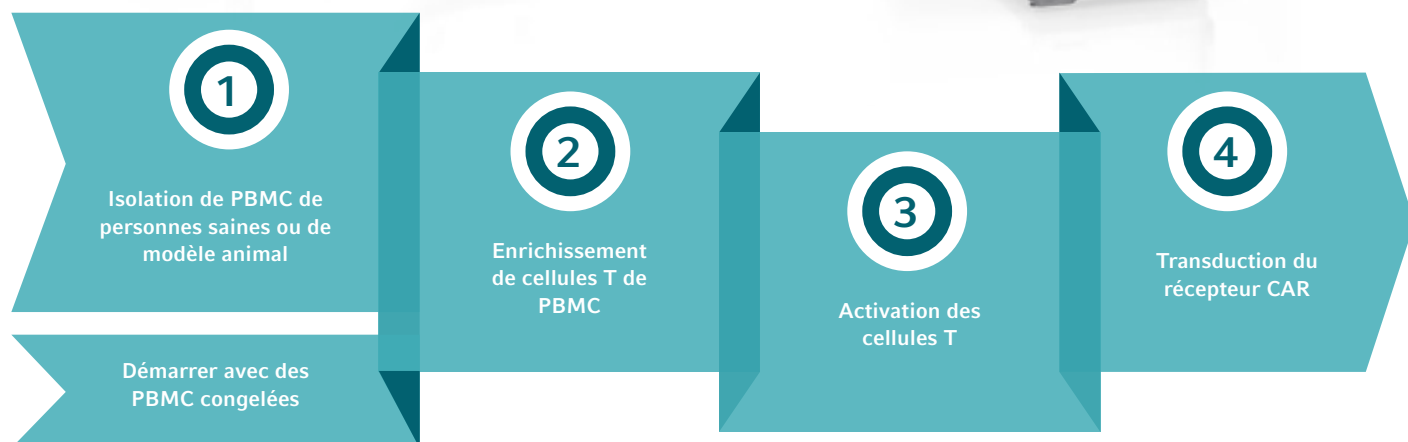 1
Isolation de PBMC de
personnes saines ou de
modèle animal
Démarrer avec des
PBMC congelées
2
Enrichissement
de cellules T de
PBMC
3
Activation des
cellules T
4
Transduction du
récepteur CAR